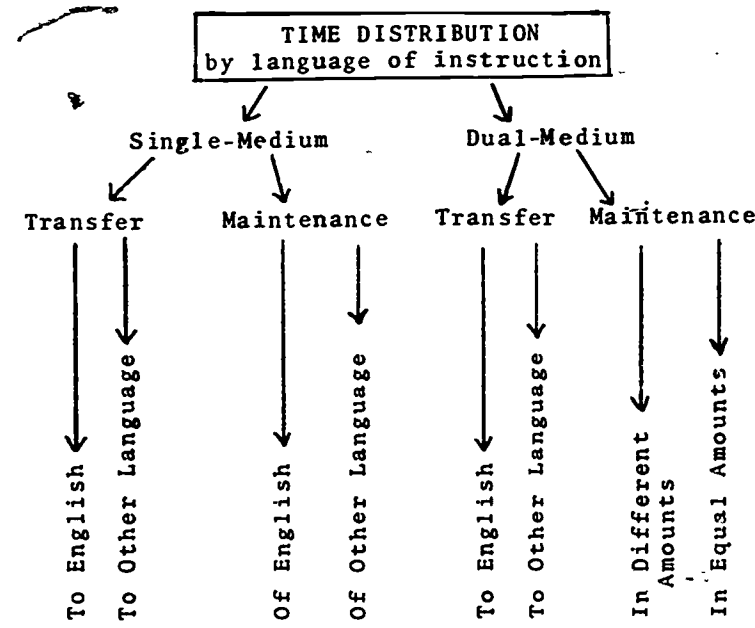 TIME DISTRIBUTION
by language of instruction
Single-Medium
Dual-Medium
Transfer
Maintenance
Transfer
Maintenance
To English
To Other Language
Of English
Of Other Language
To English
To Other Language
In Different
Amounts
In Equal Amounts